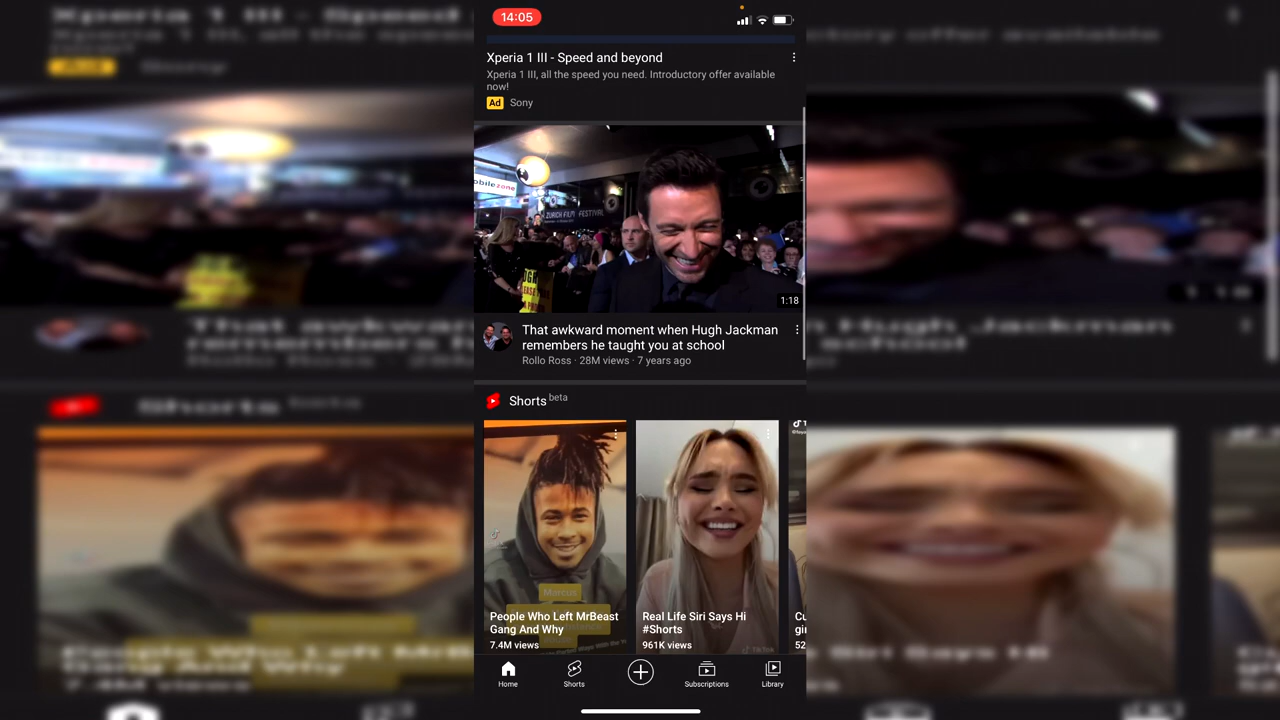 14:05
Xperia 1 III - Speed and beyond
Xperia 1 III, all the speed you need. Introductory offer available
now!
Ad Sony
mobilezone
ZURICH FILM FESTIVAL
1:18
That awkward moment when Hugh Jackman
remembers he taught you at school
Rollo Ross · 28M views · 7 years ago
Shorts beta
Marcus
People Who Left MrBeast
Gang And Why
7.4M views
Real Life Siri Says Hi
#Shorts
961K views
TikTok
Home
Shorts
Subscriptions
Library